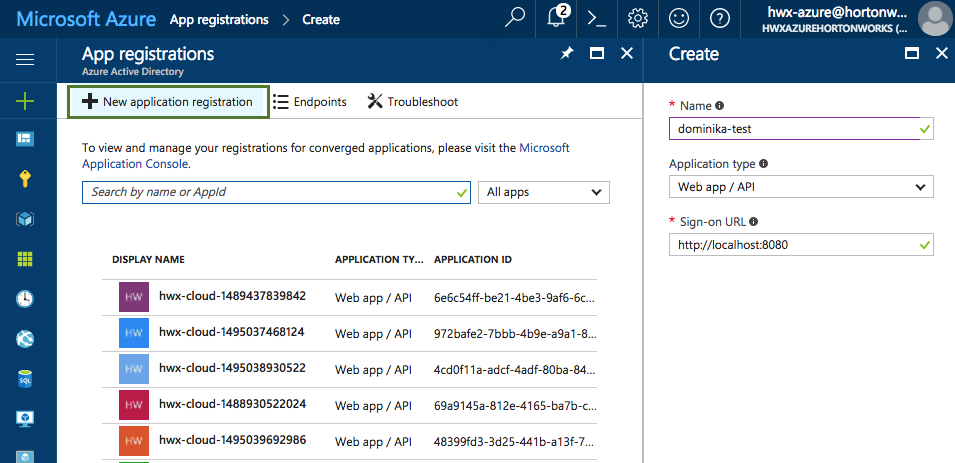 Microsoft Azure App registrations > Create
2
hwx-azure@hortonw...
HWXAZUREHORTONWORKS (...
App registrations
Azure Active Directory
New application registration
Endpoints
Troubleshoot
To view and manage your registrations for converged applications, please visit the Microsoft
Application Console.
Search by name or AppId
All apps
DISPLAY NAME APPLICATION TY... APPLICATION ID
HW hwx-cloud-1489437839842 Web app / API 6e6c54ff-be21-4be3-9af6-6c...
HW hwx-cloud-1495037468124 Web app / API 972bafe2-7bbb-4b9e-a9a1-8...
HW hwx-cloud-1495038930522 Web app / API 4cd0f11a-adcf-4adf-80ba-84...
HW hwx-cloud-1488930522024 Web app / API 69a9145a-812e-4165-ba7b-c...
HW hwx-cloud-1495039692986 Web app / API 48399fd3-3d25-441b-a13f-7...
SQL
Create
* Name
dominika-test
Application type
Web app / API
* Sign-on URL
http://localhost:8080